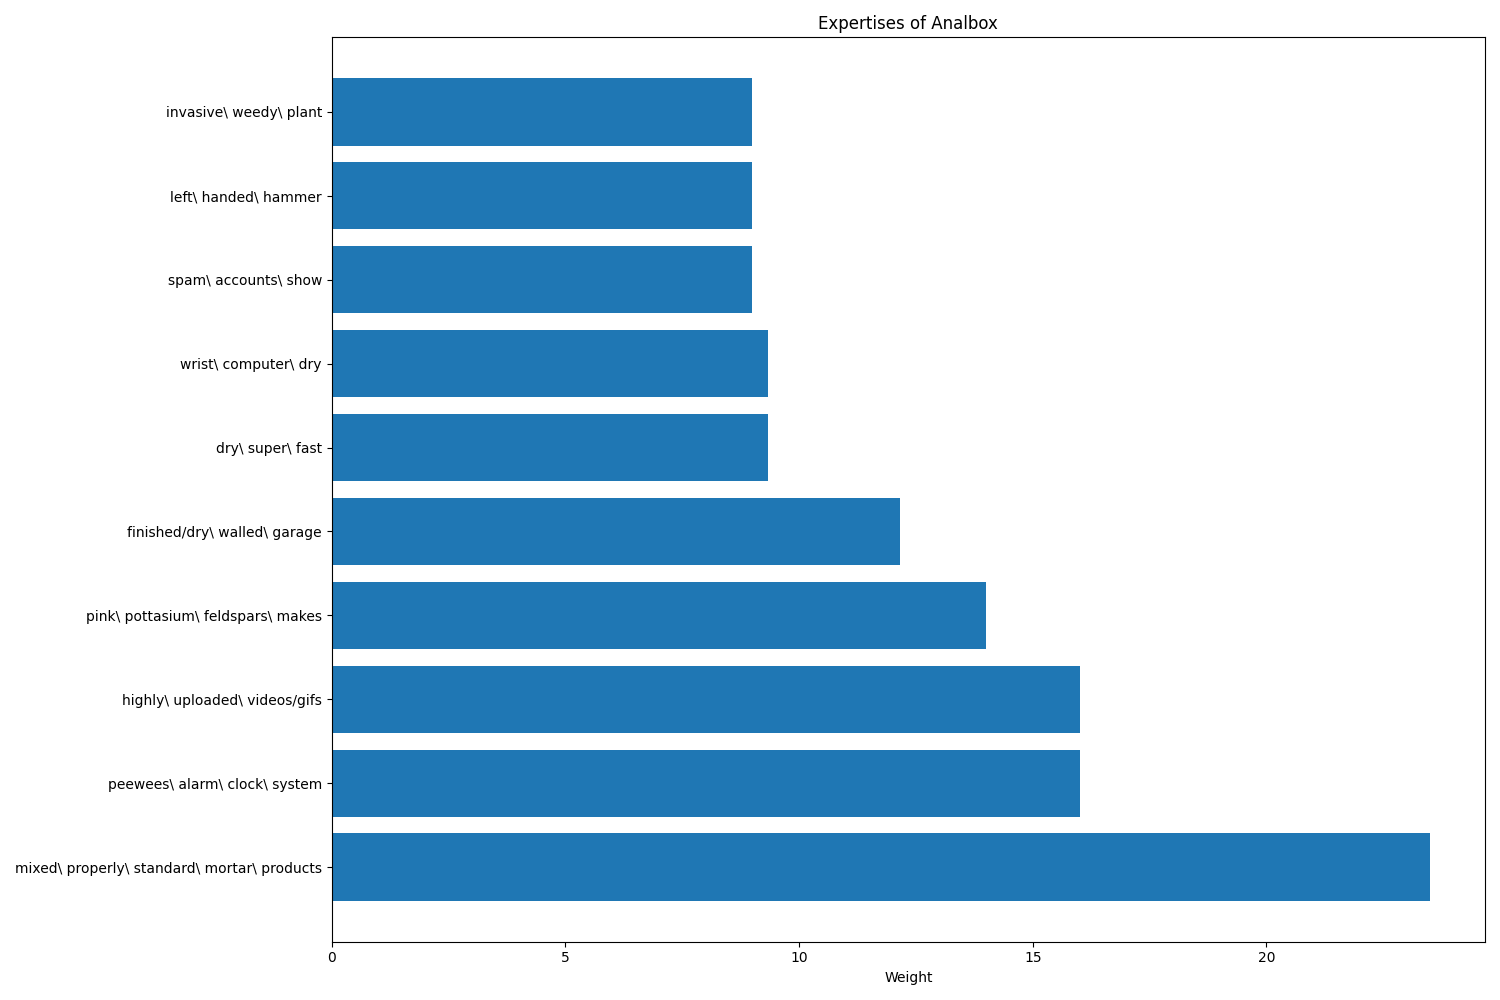 Expertises of Analbox
invasive\ weedy\ plant
left\ handed\ hammer
spam\ accounts\ show
wrist\ computer\ dry
dry\ super\ fast
finished/dry\ walled\ garage
pink\ pottasium\ feldspars\ makes
highly\ uploaded\ videos/gifs
peewees\ alarm\ clock\ system
mixed\ properly\ standard\ mortar\ products
0 5 10 15 20
Weight